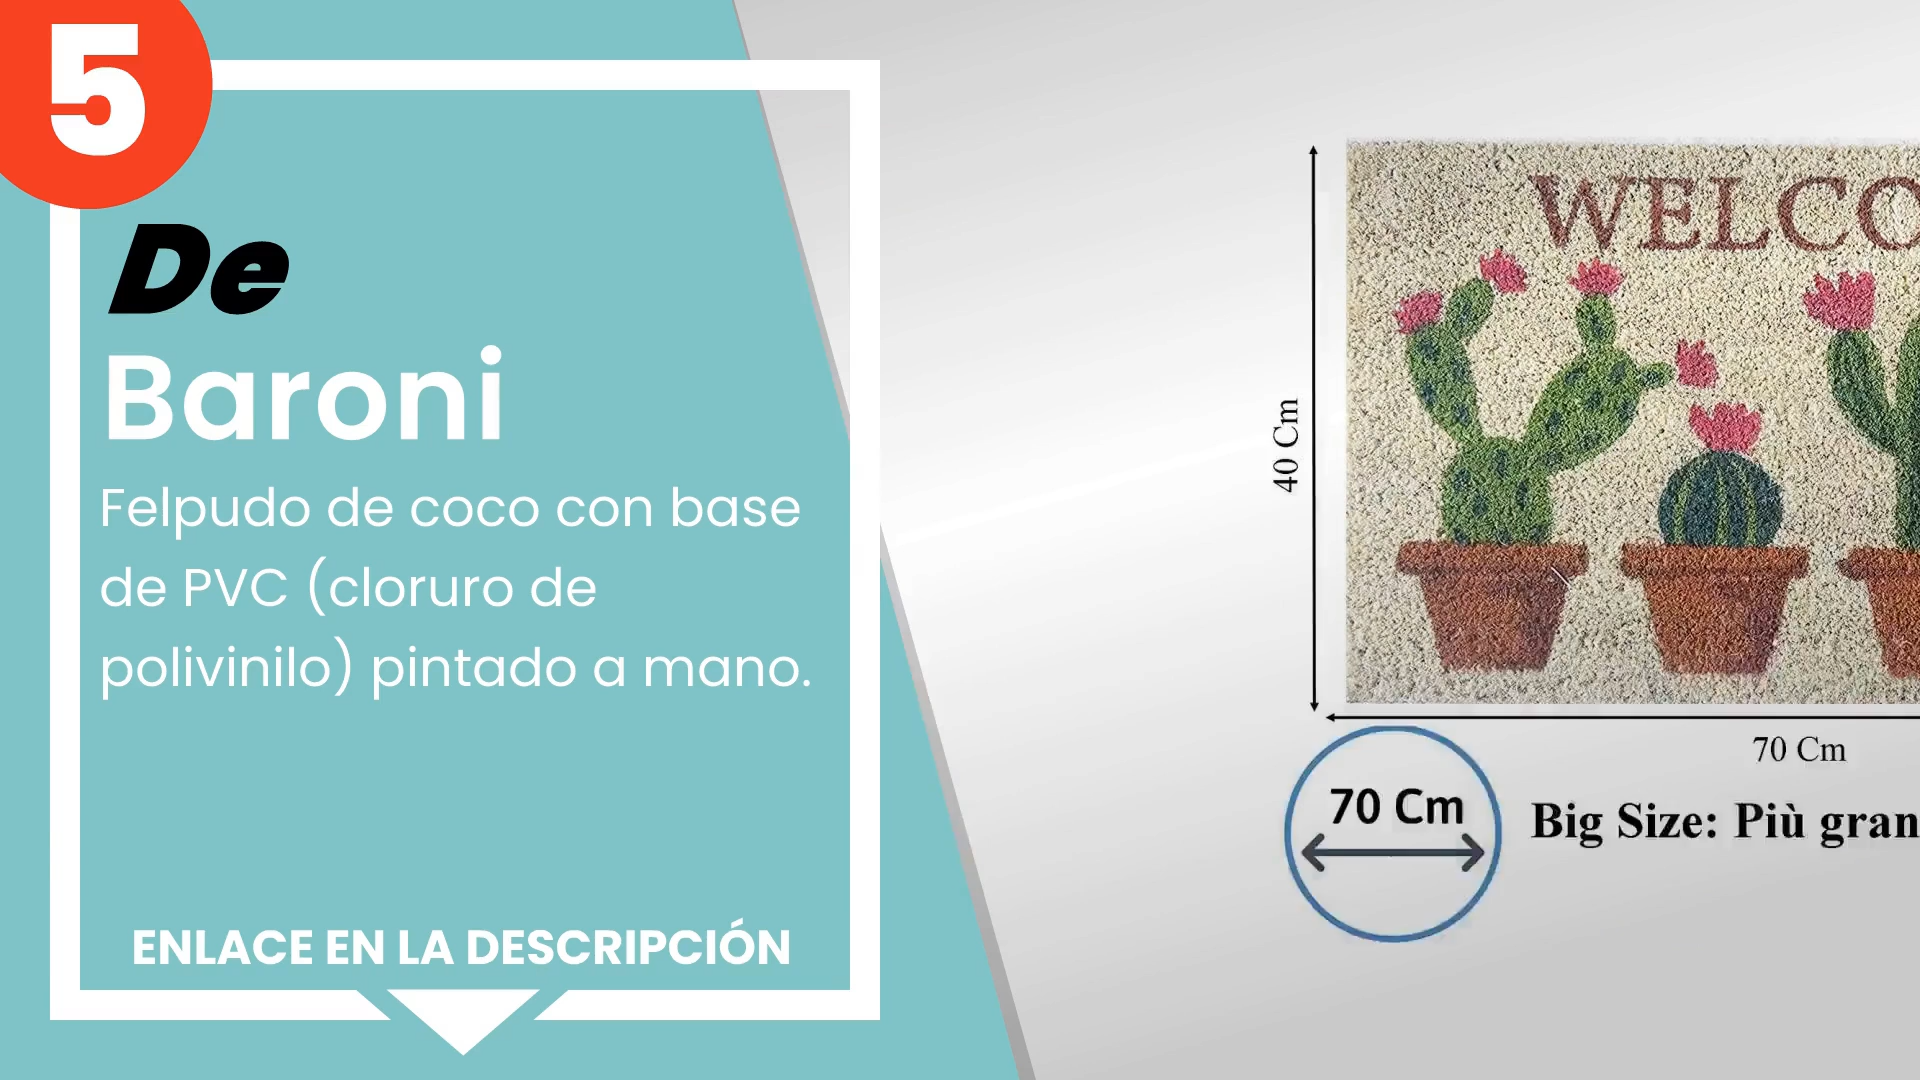 5
De
Baroni
Felpudo de coco con base
de PVC (cloruro de
polivinilo) pintado a mano.
ENLACE EN LA DESCRIPCIÓN
WELCO
40 Cm
70 Cm
70 Cm
Big Size: Più gran